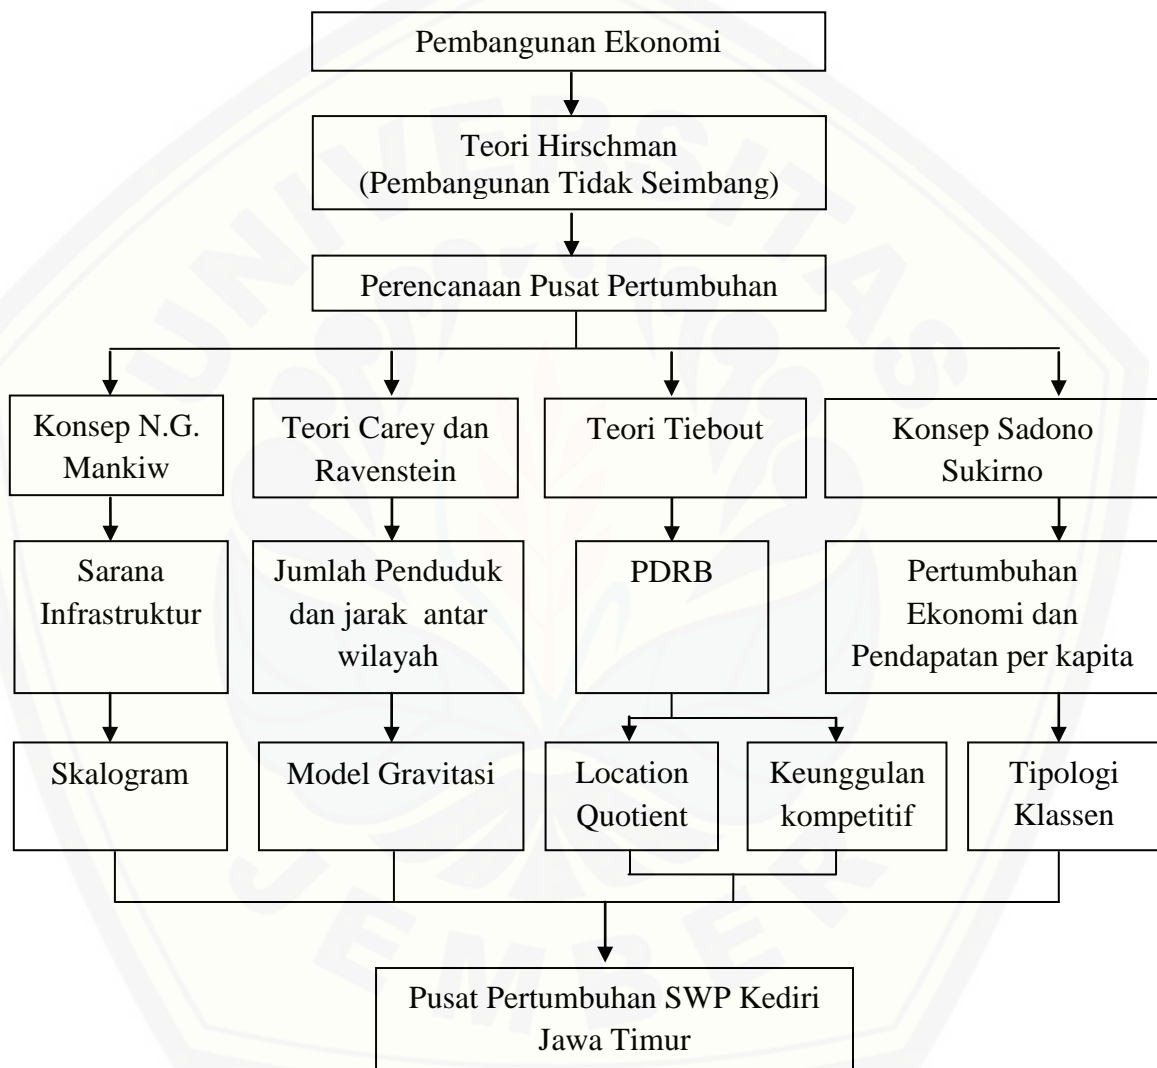 Pembangunan Ekonomi
Teori Hirschman
(Pembangunan Tidak Seimbang)
Perencanaan Pusat Pertumbuhan
Konsep N.G.
Mankiw
Teori Carey dan
Ravenstein
Teori Tiebout
Konsep Sadono
Sukirno
Sarana
Infrastruktur
Jumlah Penduduk
dan jarak antar
wilayah
PDRB
Pertumbuhan
Ekonomi dan
Pendapatan per kapita
Skalogram
Model Gravitasi
Location
Quotient
Keunggulan
kompetitif
Tipologi
Klassen
Pusat Pertumbuhan SWP Kediri
Jawa Timur
UNIVERSITAS
JEMBER